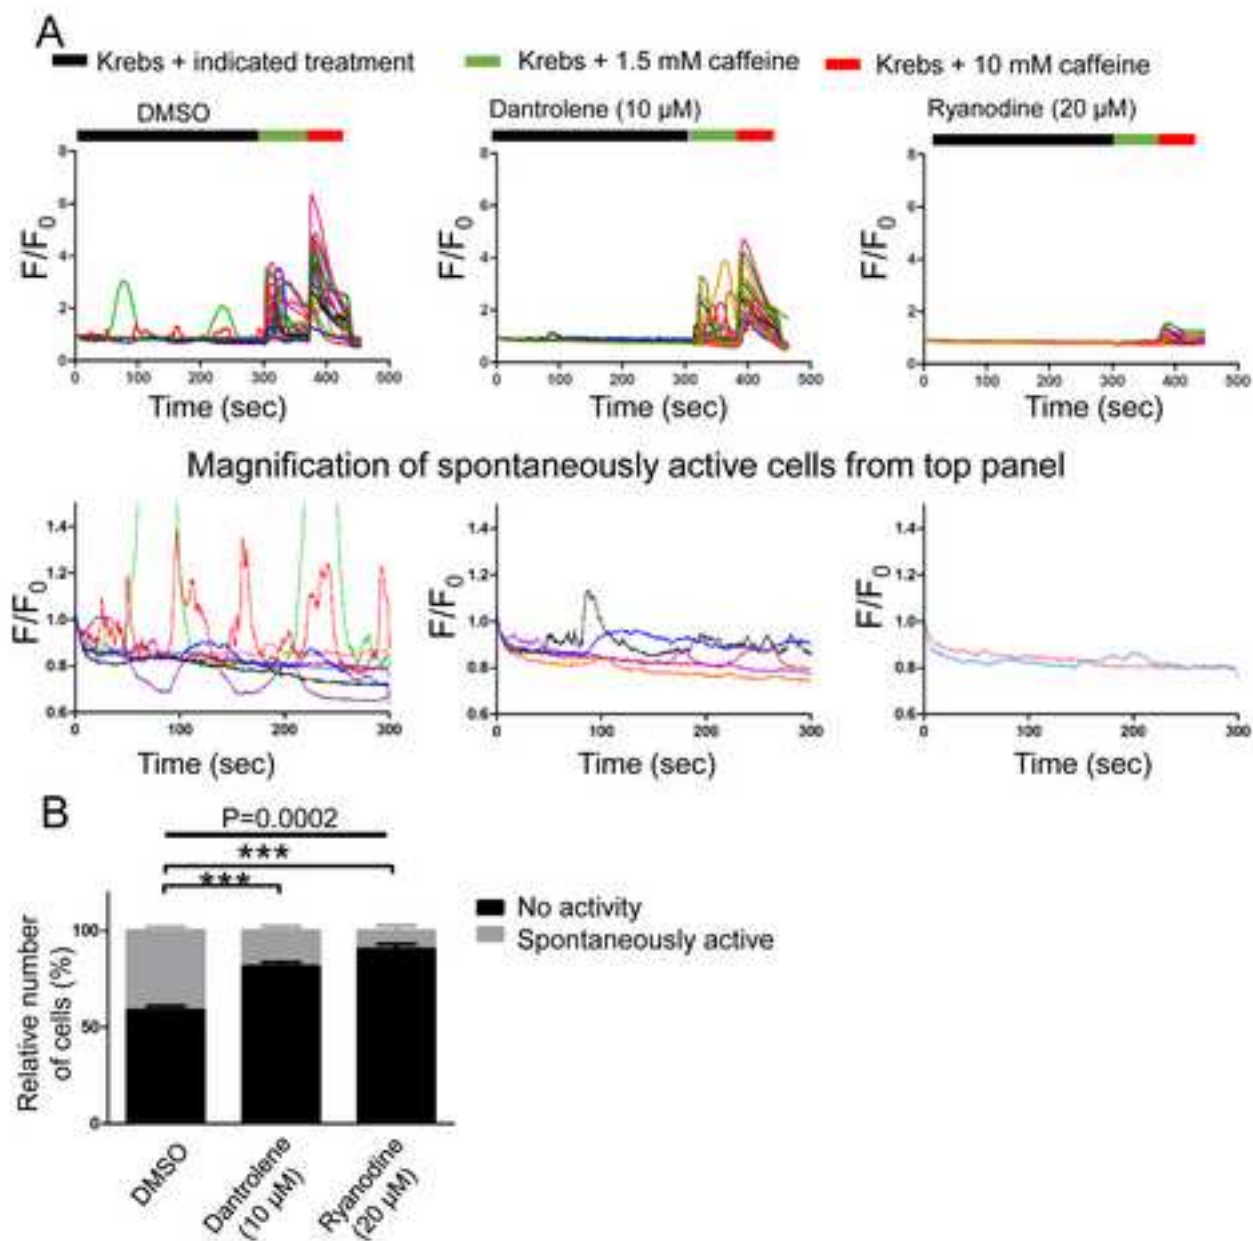 A
Krebs + indicated treatment
Krebs + 1.5 mM caffeine
Krebs + 10 mM caffeine
DMSO
Dantrolene (10 µM)
Ryanodine (20 µM)
8
6
4
2
0
F/F0
0 100 200 300 400 500
Time (sec)
8
6
4
2
0
F/F0
0 100 200 300 400 500
Time (sec)
8
6
4
2
0
F/F0
0 100 200 300 400 500
Time (sec)
Magnification of spontaneously active cells from top panel
1.4
1.2
1.0
0.8
0.6
F/F0
0 100 200 300
Time (sec)
1.4
1.2
1.0
0.8
0.6
F/F0
0 100 200 300
Time (sec)
1.4
1.2
1.0
0.8
0.6
F/F0
0 100 200 300
Time (sec)
B
P=0.0002
***
***
No activity
Spontaneously active
Relative number
of cells (%)
100
50
0
DMSO
Dantrolene
(10 µM)
Ryanodine
(20 µM)